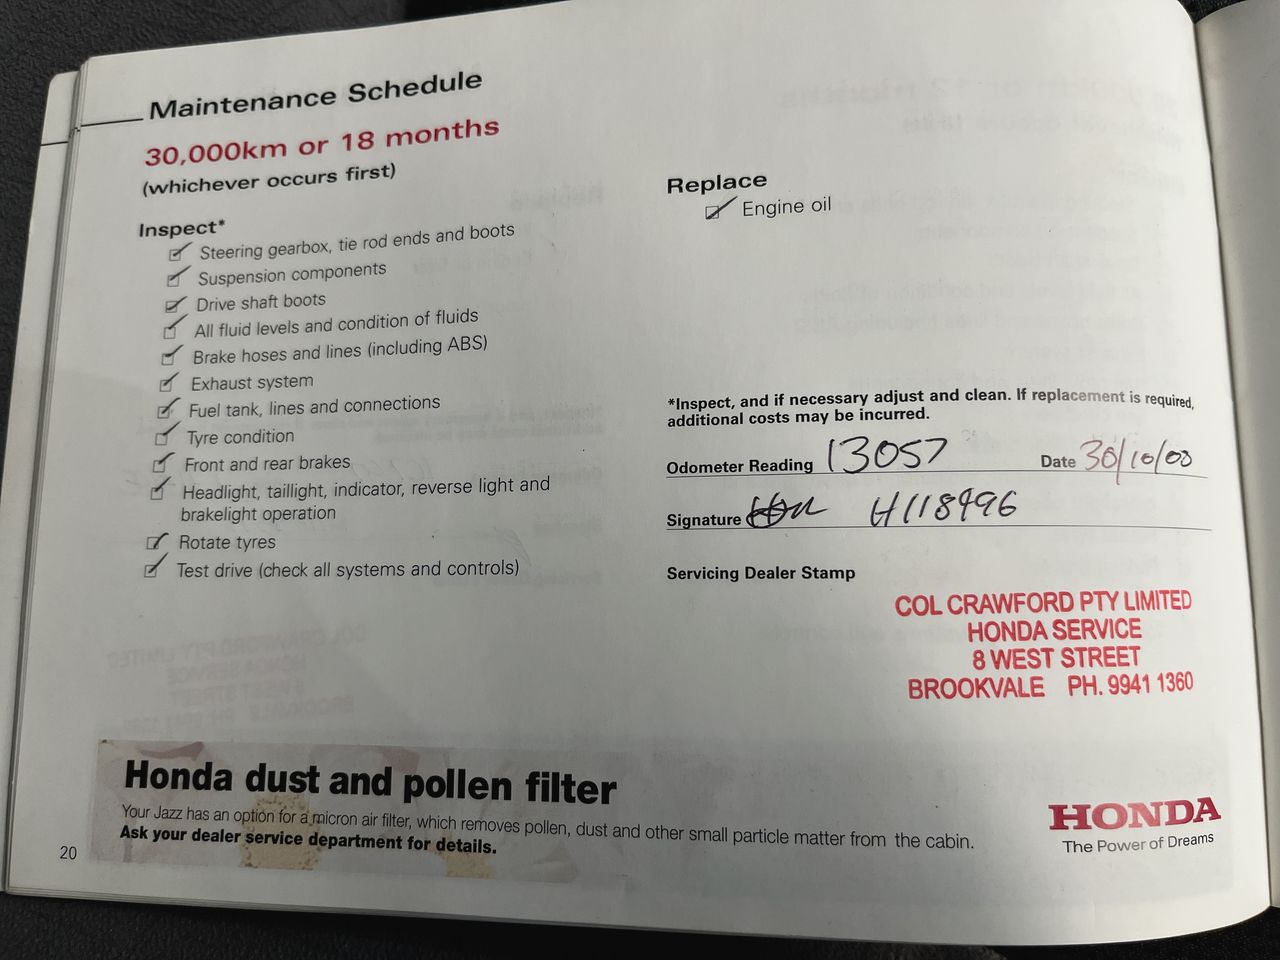 Maintenance Schedule
30,000km or 18 months
(whichever occurs first)
Inspect*
Steering gearbox, tie rod ends and boots
Suspension components
Drive shaft boots
All fluid levels and condition of fluids
Brake hoses and lines (including ABS)
Exhaust system
Fuel tank, lines and connections
Tyre condition
Front and rear brakes
Headlight, taillight, indicator, reverse light and
brakelight operation
Rotate tyres
Test drive (check all systems and controls)
Replace
Engine oil
*Inspect, and if necessary adjust and clean. If replacement is required,
additional costs may be incurred.
Odometer Reading 13057 Date
Signature H118496
Servicing Dealer Stamp
COL CRAWFORD PTY LIMITED
HONDA SERVICE
8 WEST STREET
BROOKVALE PH. 9941 1360
Honda dust and pollen filter
Your Jazz has an option for a micron air filter, which removes pollen, dust and other small particle matter from the cabin.
Ask your dealer service department for details.
HONDA
The Power of Dreams
20